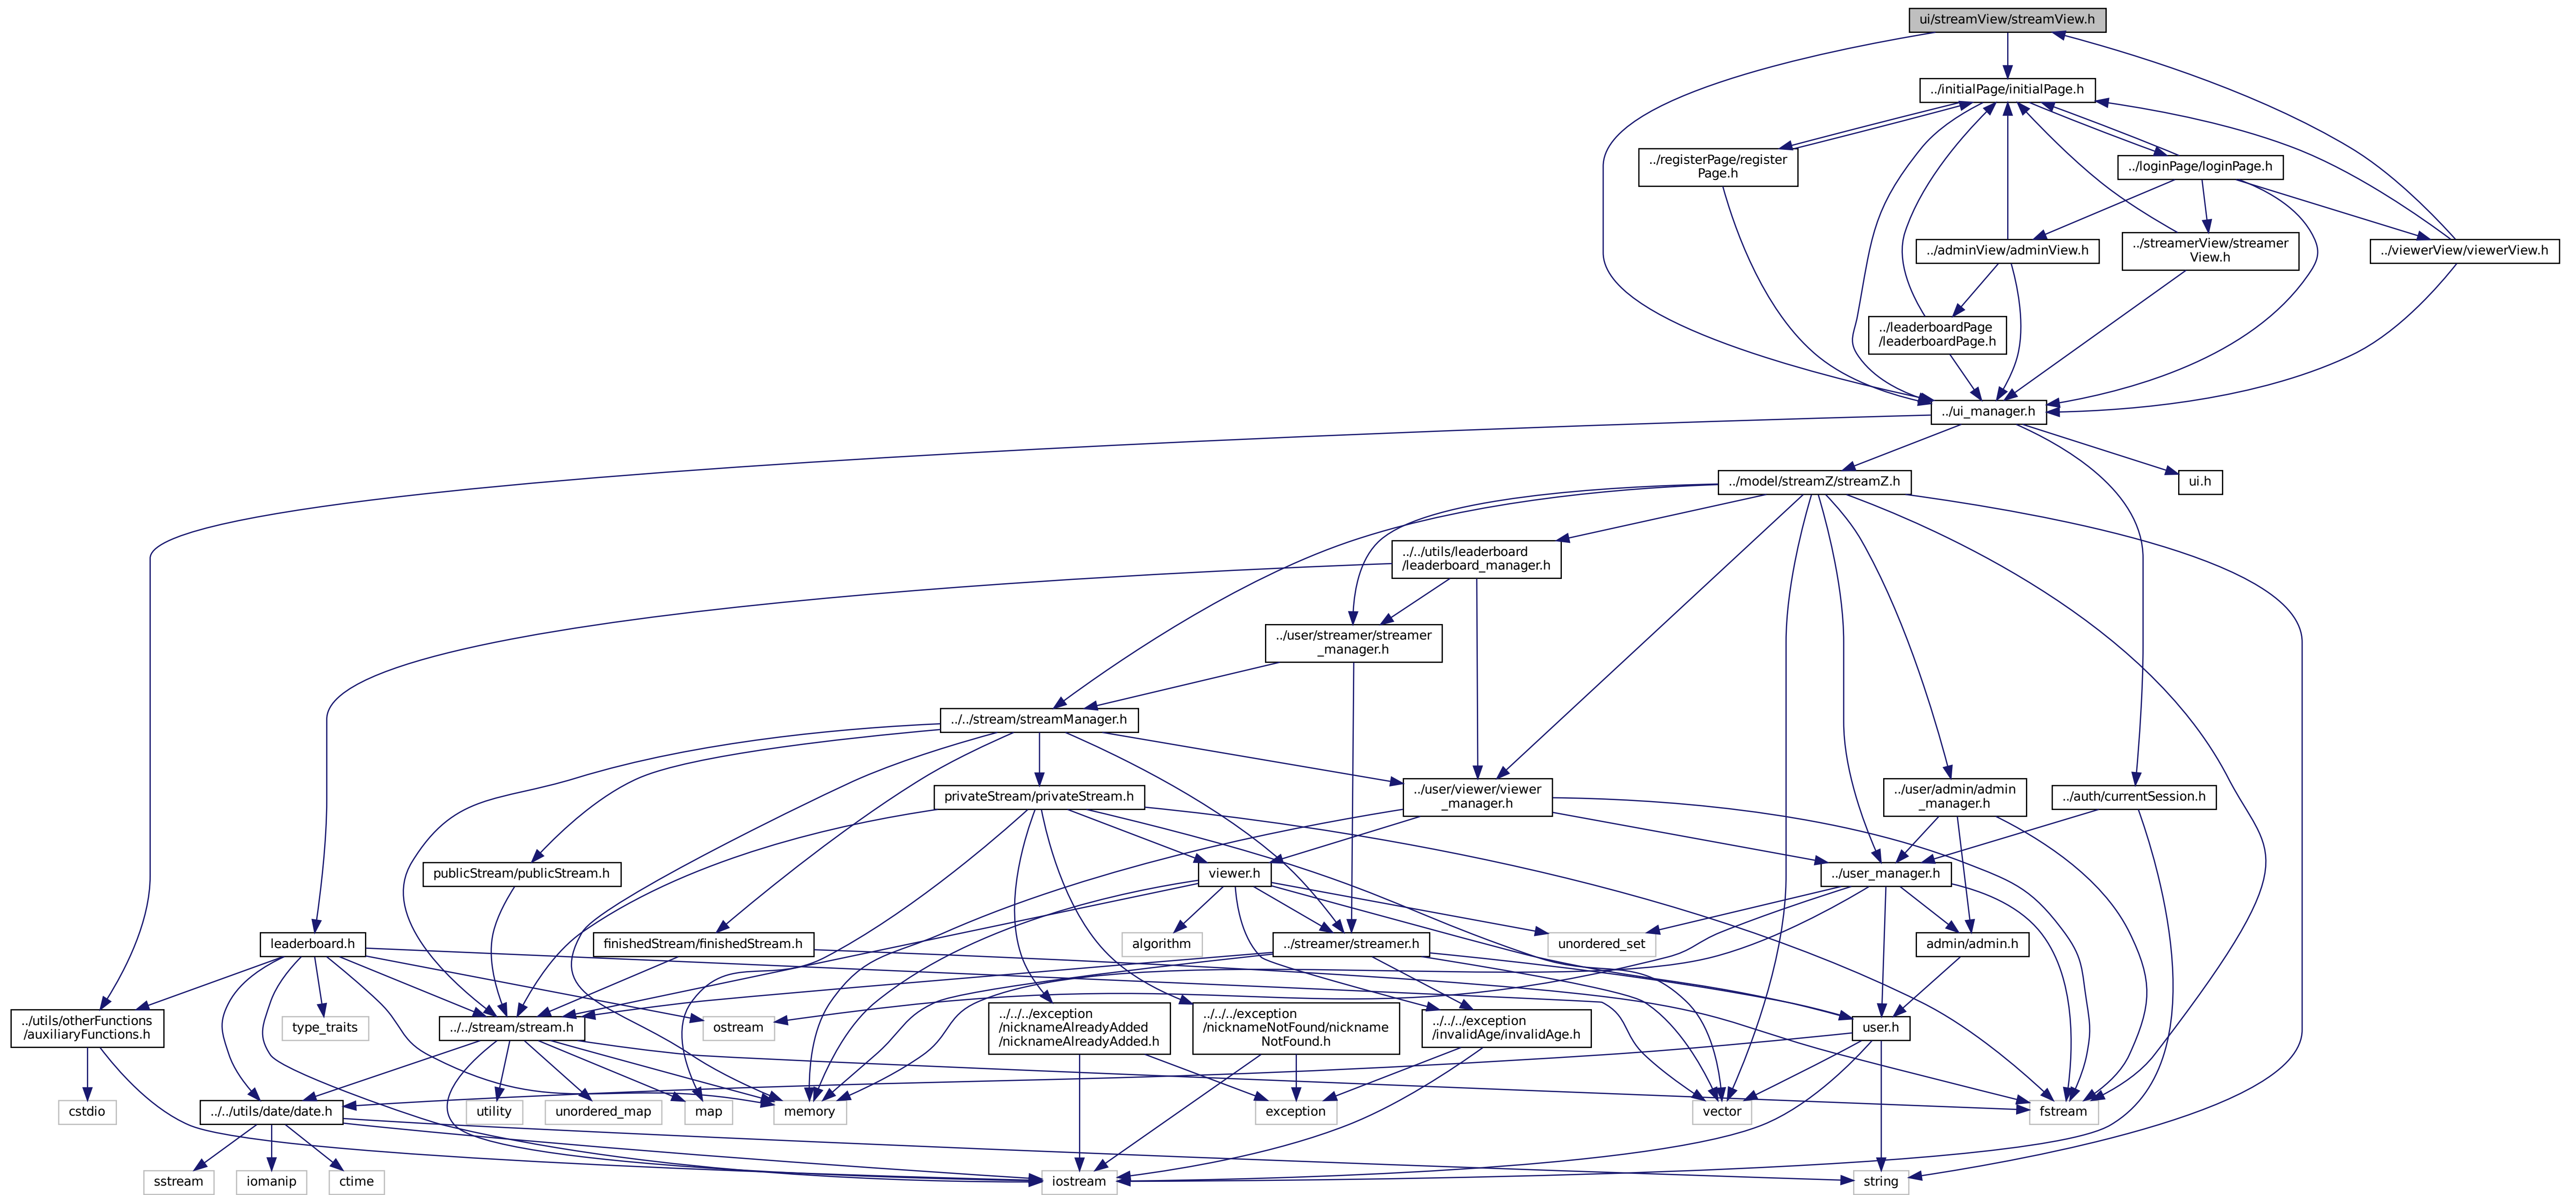 ui/streamView/streamView.h
../initialPage/initialPage.h
../registerPage/register
Page.h
../loginPage/loginPage.h
../adminView/adminView.h
../streamerView/streamer
View.h
../viewerView/viewerView.h
../leaderboardPage
/leaderboardPage.h
../ui_manager.h
../model/streamZ/streamZ.h
ui.h
../../utils/leaderboard
/leaderboard_manager.h
../user/streamer/streamer
_manager.h
../../stream/streamManager.h
privateStream/privateStream.h
../user/viewer/viewer
_manager.h
../user/admin/admin
_manager.h
../auth/currentSession.h
publicStream/publicStream.h
viewer.h
../user_manager.h
leaderboard.h
finishedStream/finishedStream.h
algorithm
../streamer/streamer.h
unordered_set
admin/admin.h
../utils/otherFunctions
/auxiliaryFunctions.h
type_traits
../../stream/stream.h
ostream
../../../exception
/nicknameAlreadyAdded
/nicknameAlreadyAdded.h
../../../exception
/nicknameNotFound/nickname
NotFound.h
../../../exception
/invalidAge/invalidAge.h
user.h
cstdio
../../utils/date/date.h
utility
unordered_map
map
memory
exception
vector
fstream
sstream
iomanip
ctime
iostream
string